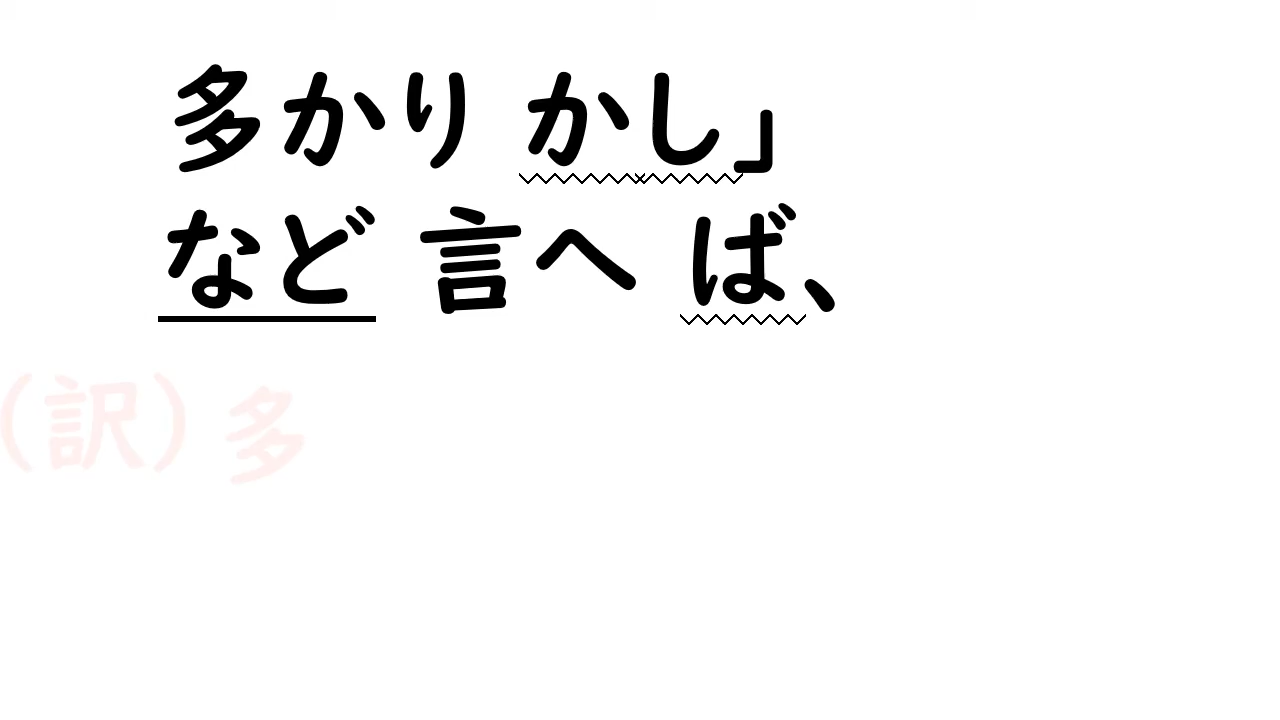 多かり かし」
など 言へ ば、
（訳）多